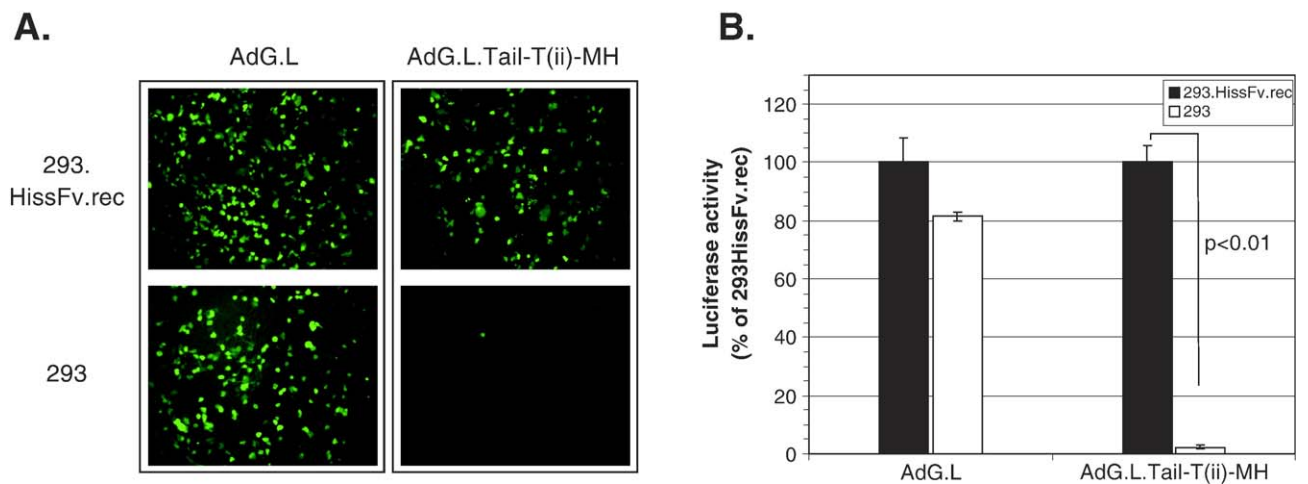 A.
AdG.L
AdG.L.Tail-T(ii)-MH
293.
HissFv.rec
293
B.
Luciferase activity
(% of 293HissFv.rec)
120
100
80
60
40
20
0
293.HissFv.rec
293
p<0.01
AdG.L
AdG.L.Tail-T(ii)-MH